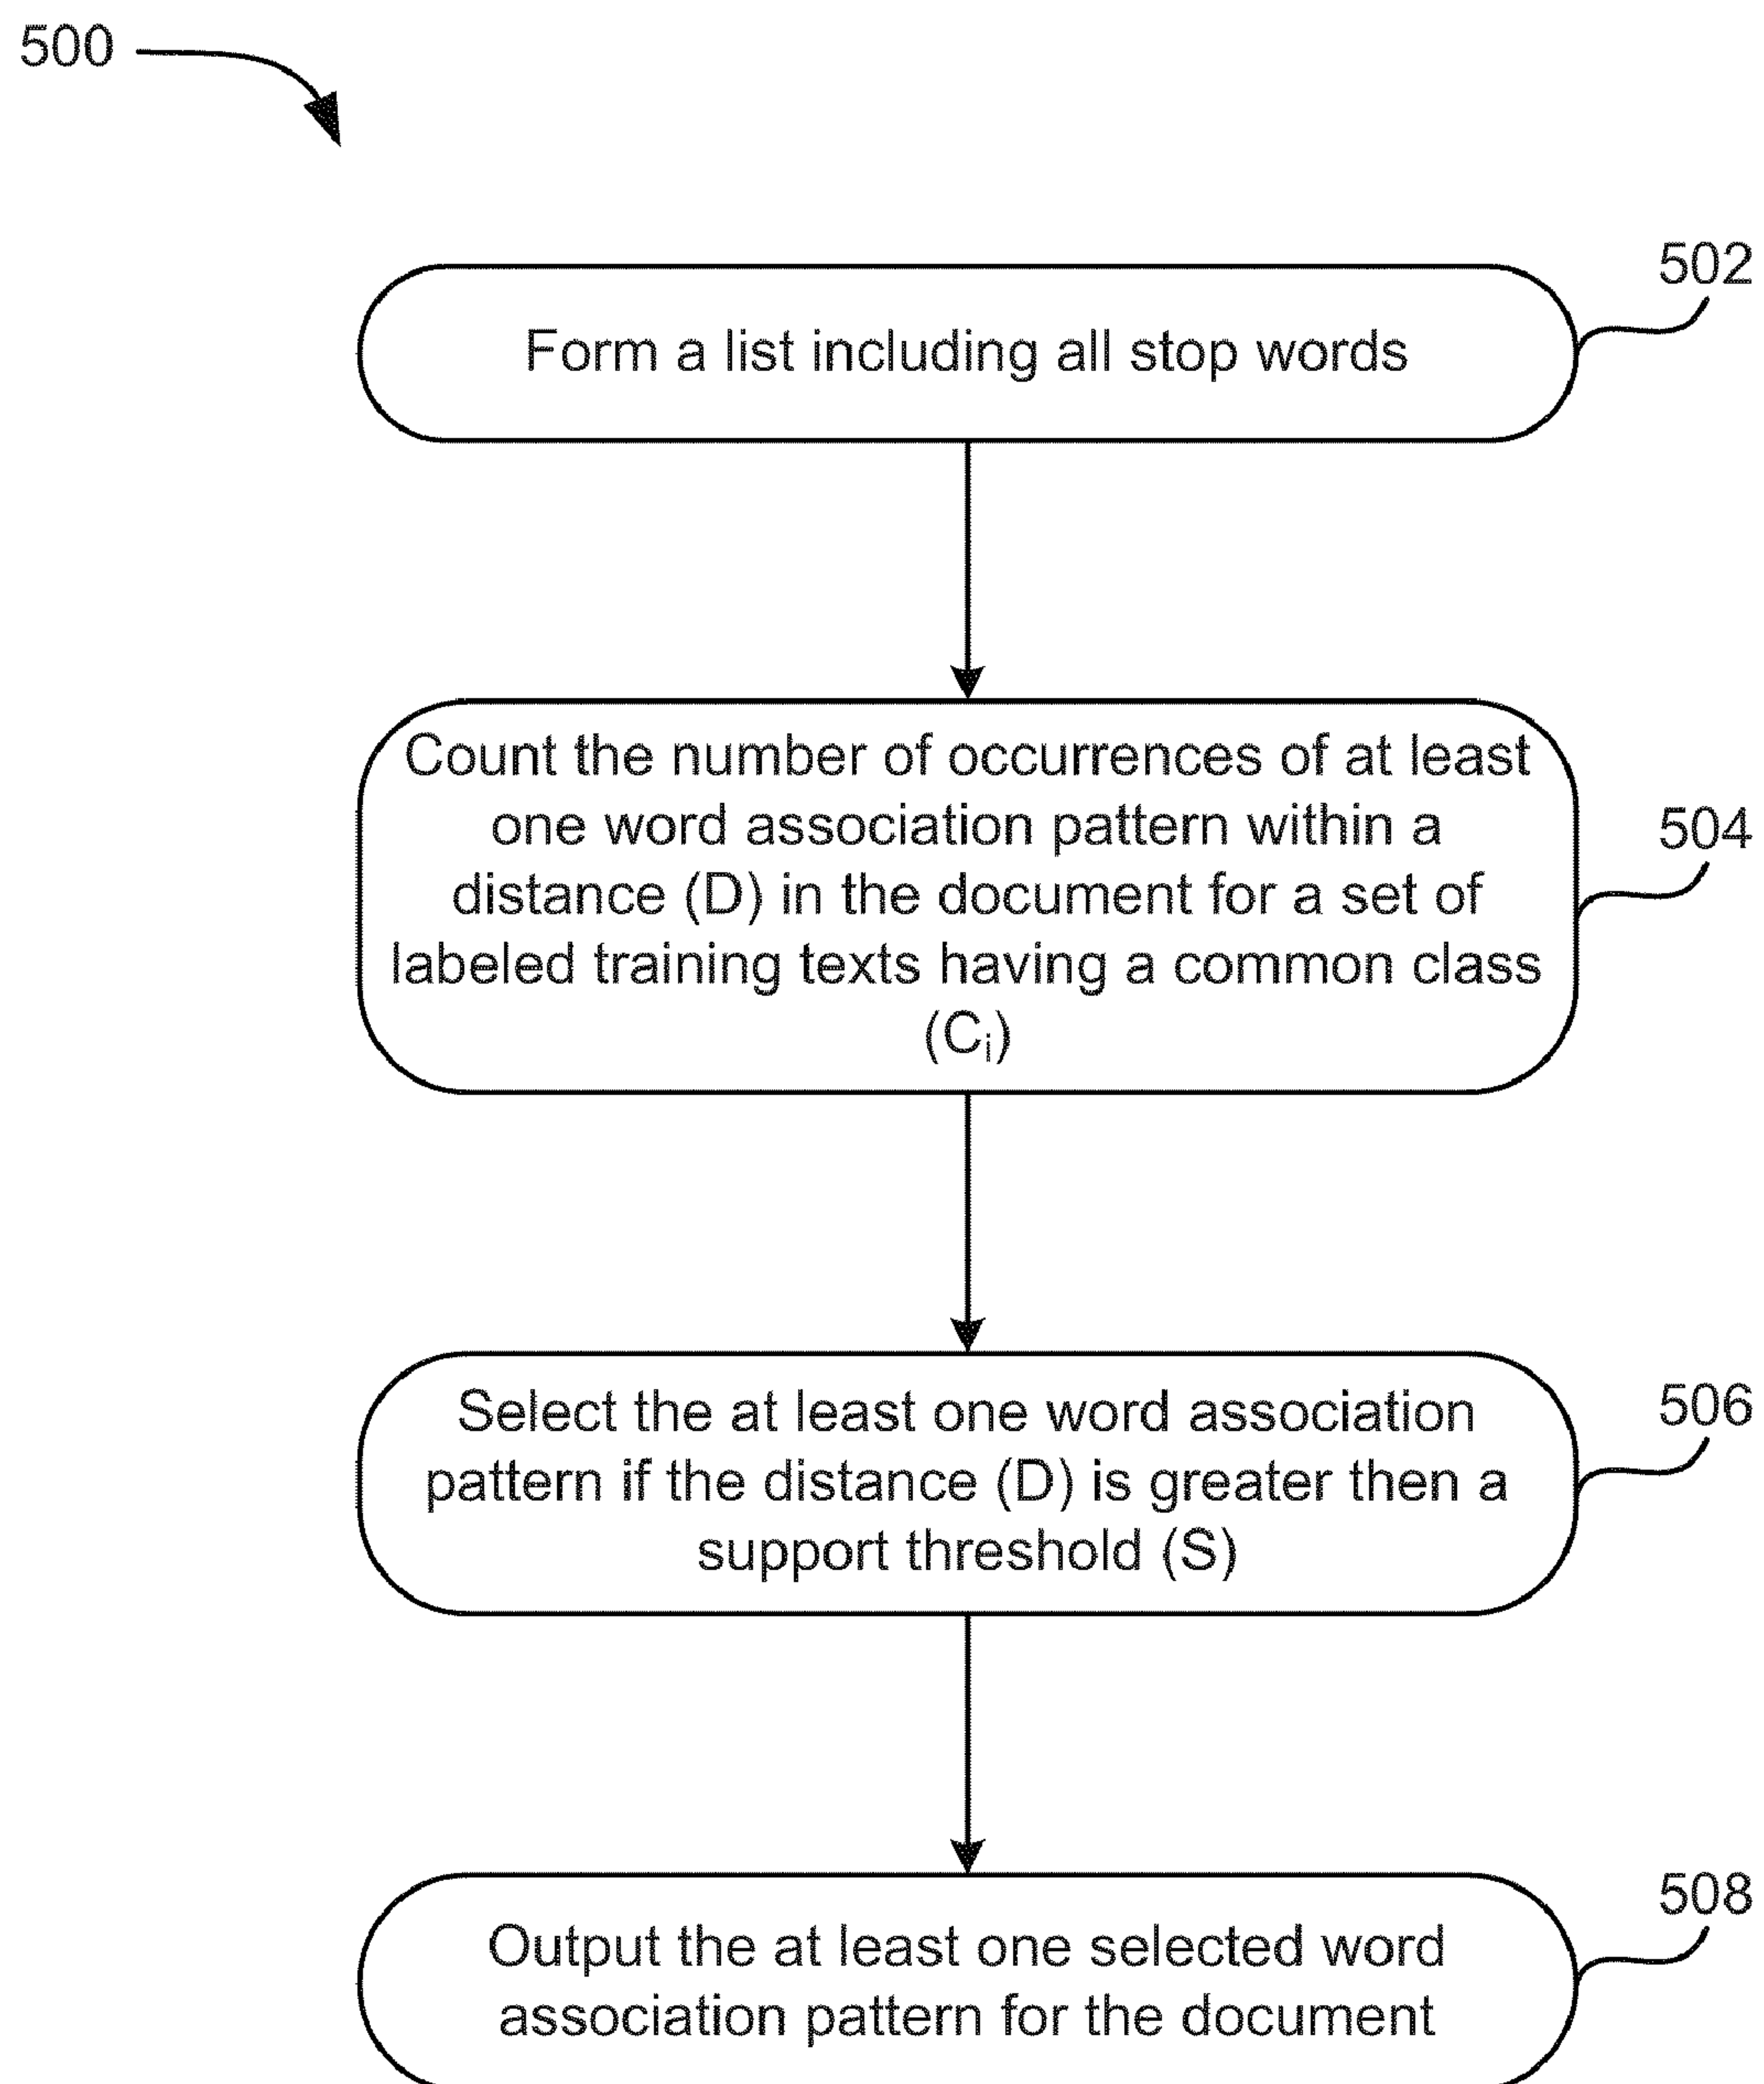 500
502
Form a list including all stop words
Count the number of occurrences of at least
one word association pattern within a
504
distance (D) in the document for a set of
labeled training texts having a common class
(Cᵢ)
Select the at least one word association
506
pattern if the distance (D) is greater then a
support threshold (S)
508
Output the at least one selected word
association pattern for the document